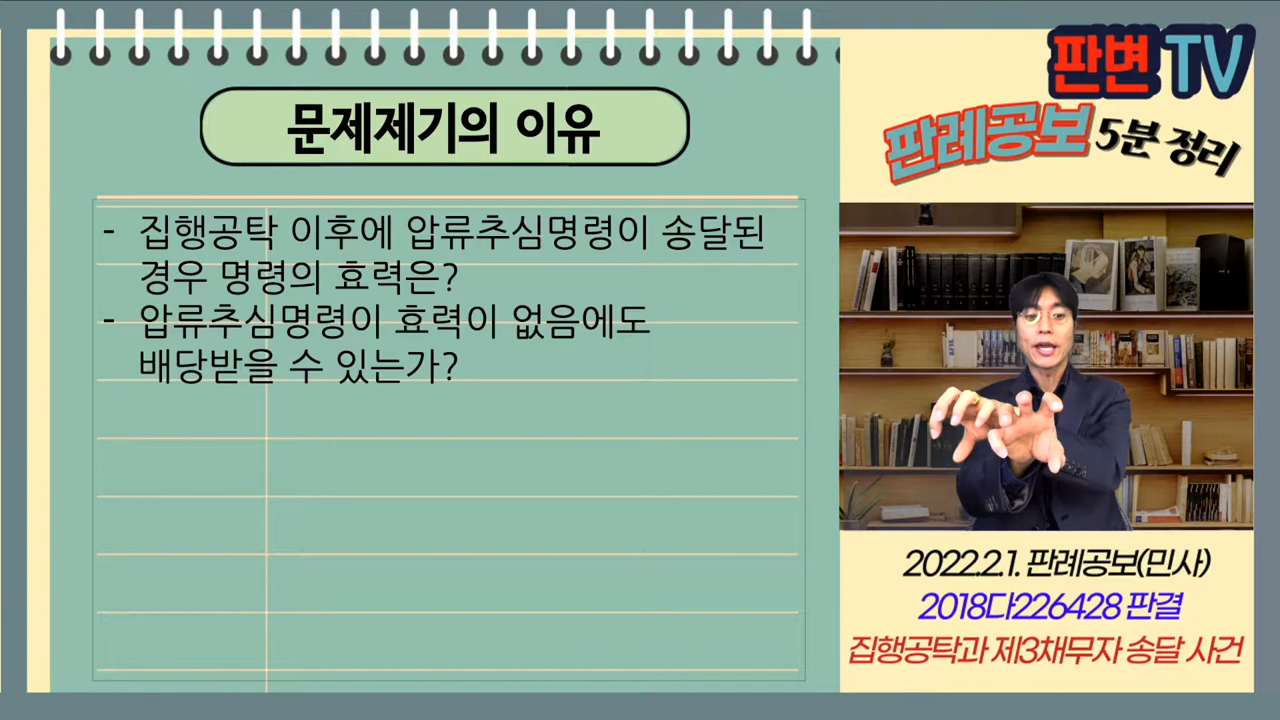 문제제기의 이유
- 집행공탁 이후에 압류추심명령이 송달된
경우 명령의 효력은?
- 압류추심명령이 효력이 없음에도
배당받을 수 있는가?
판변 TV
판례공보 5분 정리
2022.2.1. 판례공보(민사)
2018다226428 판결
집행공탁과 제3채무자 송달 사건